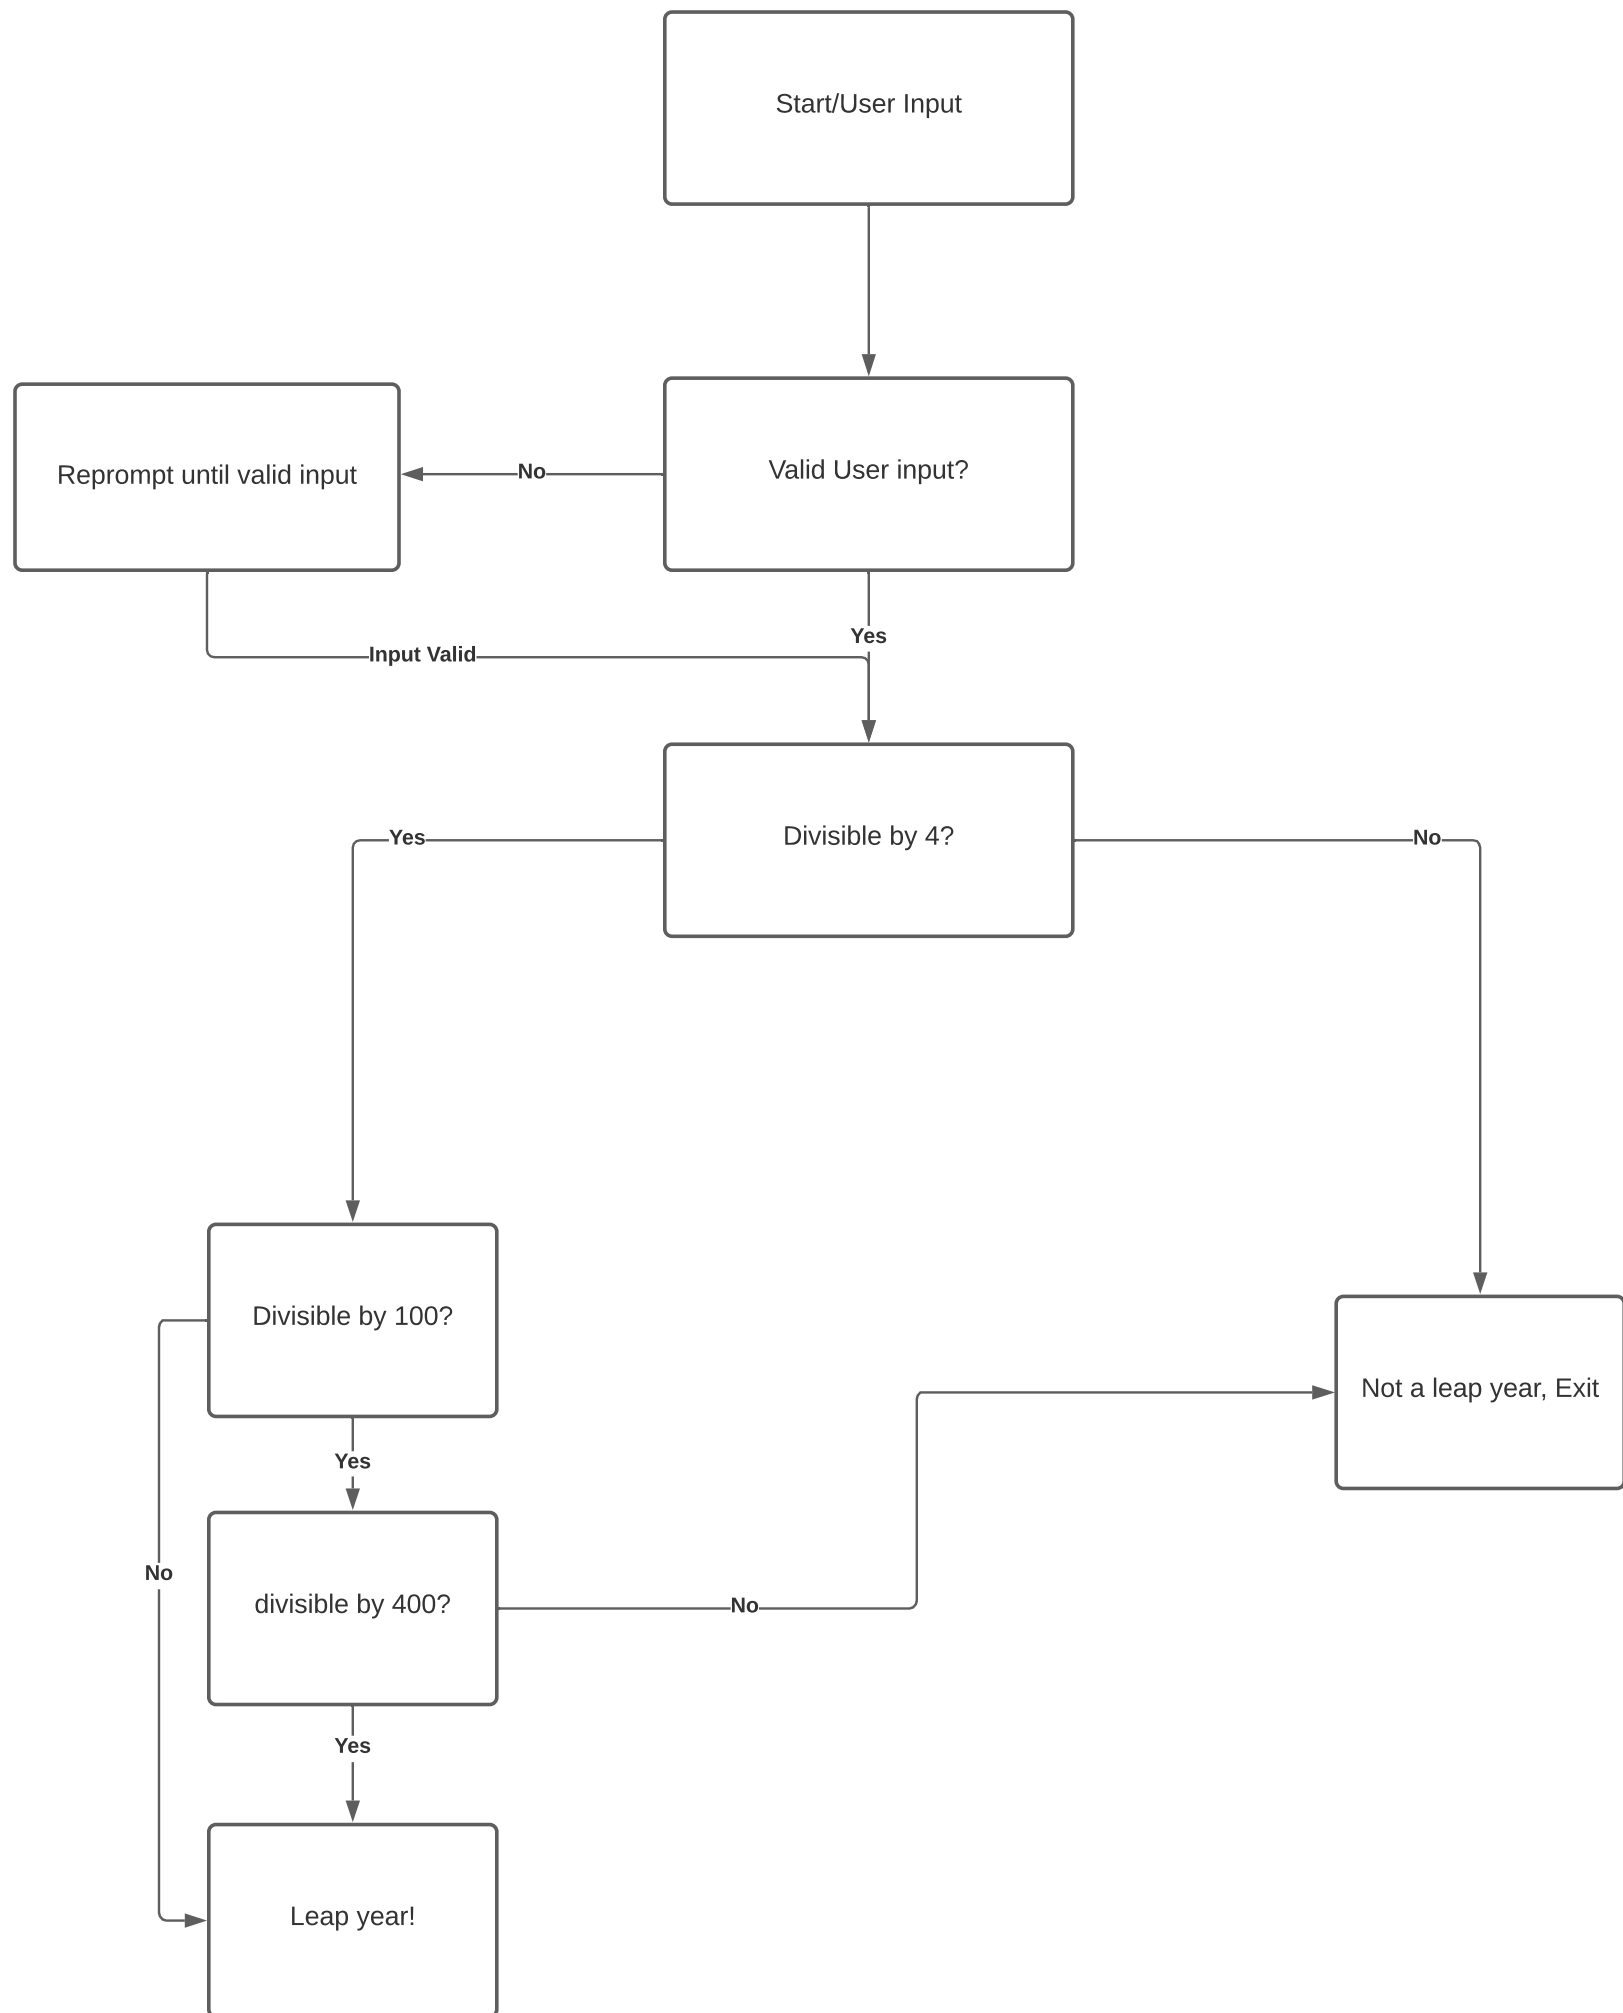 Start/User Input
Reprompt until valid input
No
Valid User input?
Yes
Input Valid
Yes
Divisible by 4?
No
Divisible by 100?
Not a leap year, Exit
Yes
No
divisible by 400?
No
Yes
Leap year!